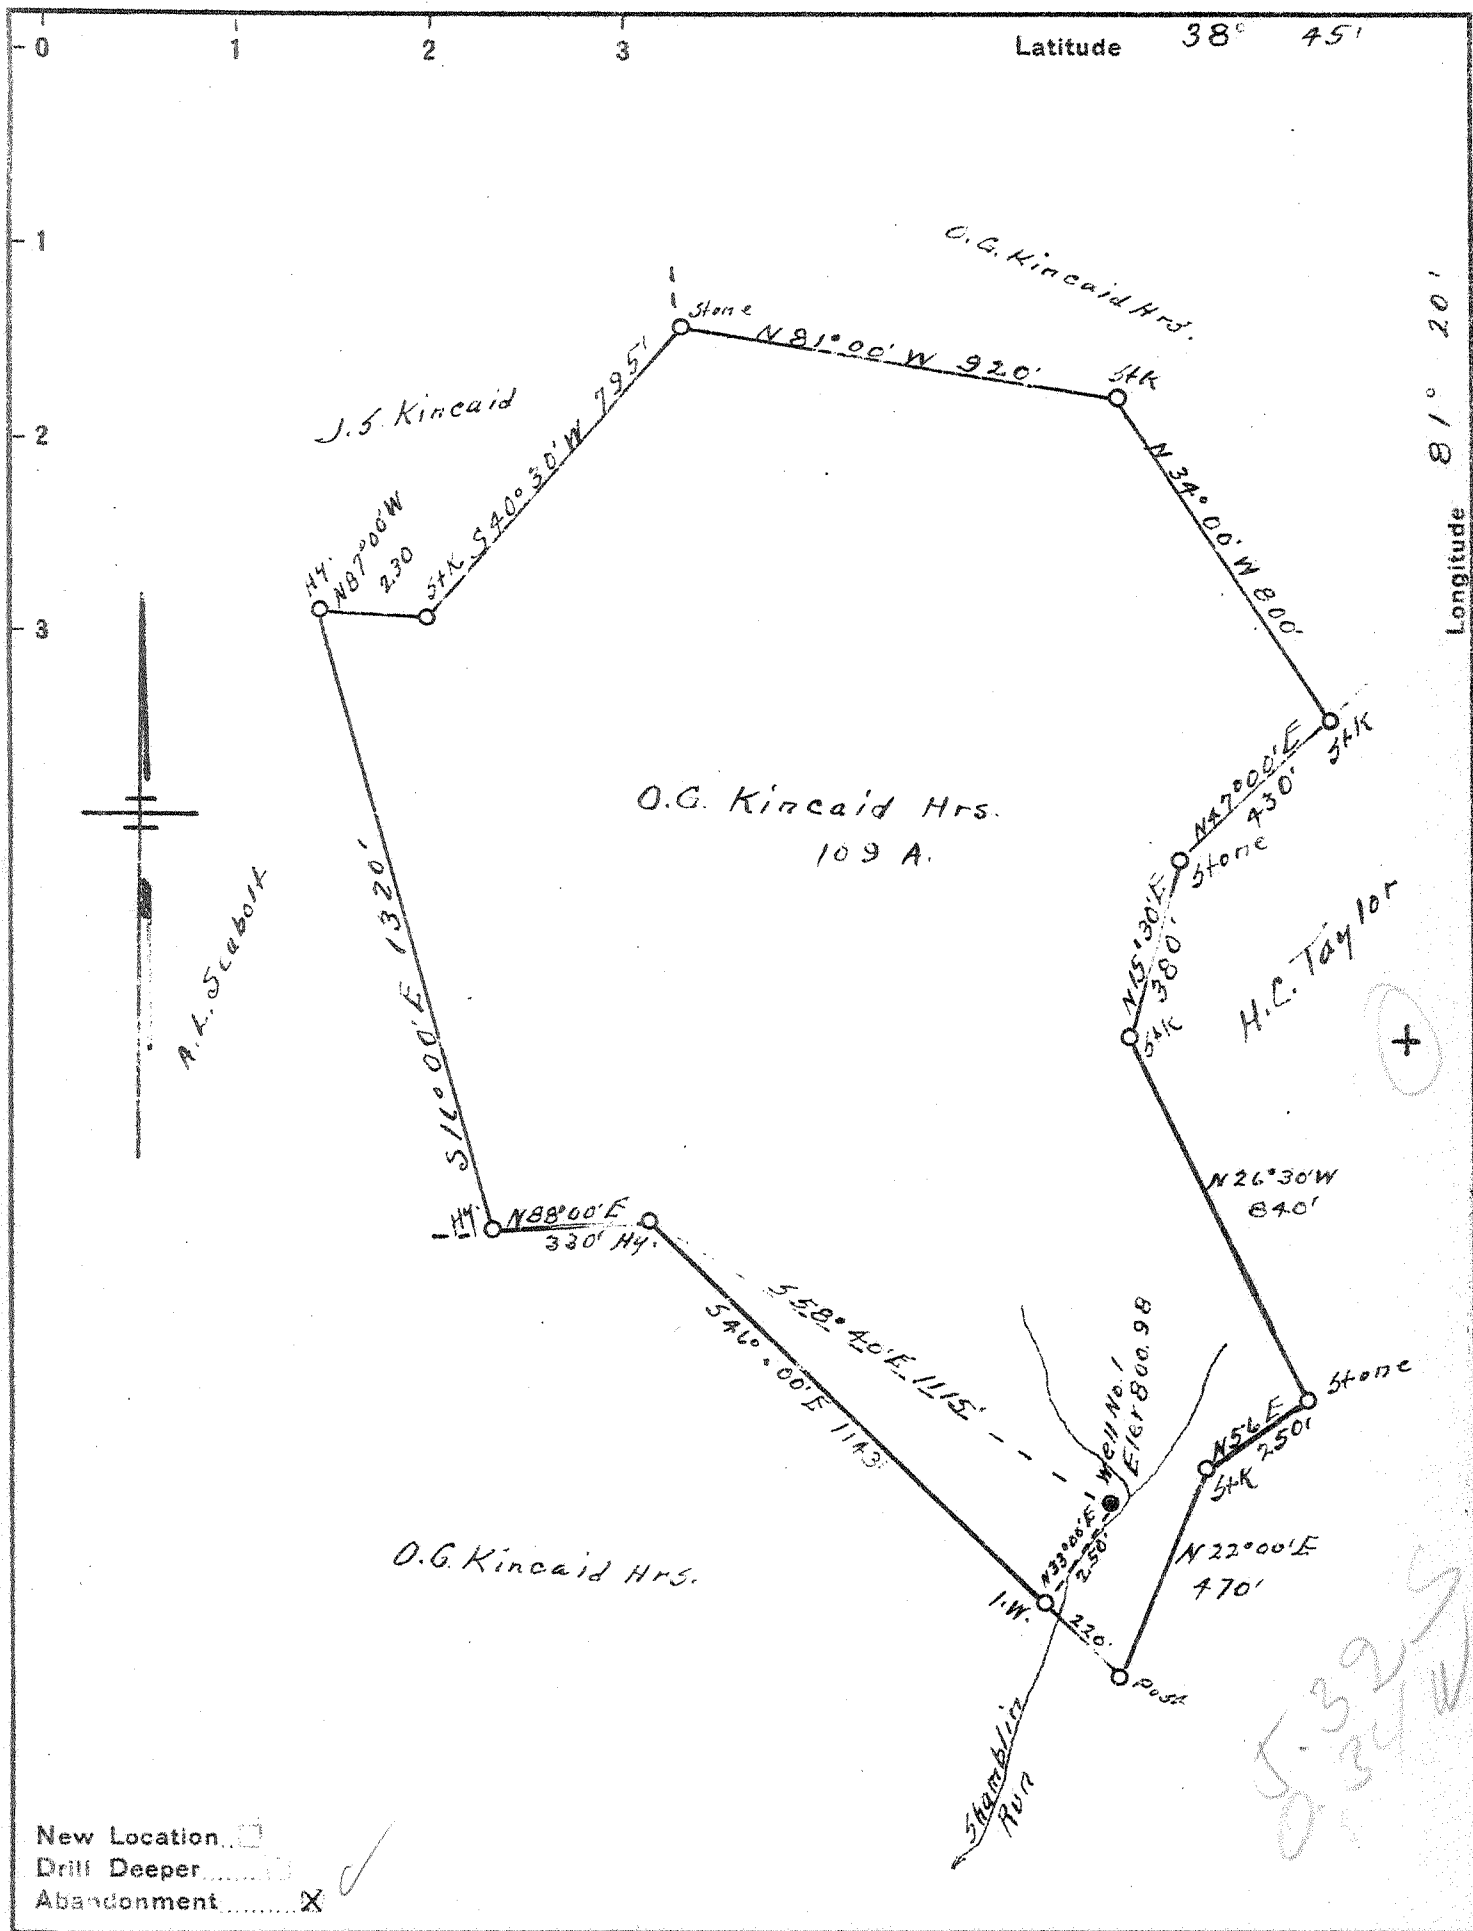 0 1 2 3
Latitude 38° 45'
1
2
3
Longitude 81° 20'
O.G. Kincaid Hrs.
Stone
N 81°00' W 920'
Stk
J.S. Kincaid
S 40°30' W 795'
N 34°00' W 800'
Hy.
N 87°00' W
230
Stk
Stk
N 47°00' E
430'
Stone
O.G. Kincaid Hrs.
109 A.
N 15°30' E
380'
Stk
H.C. Taylor
+
S 16°00' E 1320'
N 26°30' W
840'
Hy.
N 88°00' E
330' Hy.
S 58°40' E 1115'
S 46°00' E 1143'
Well No. 1
Elev 800.98
Stone
N 56 E
250'
Stk
N 33°00' E
250'
N 22°00' E
470'
O.G. Kincaid Hrs.
I.W.
220'
Post
Shamblin
Run
New Location
Drill Deeper
Abandonment X